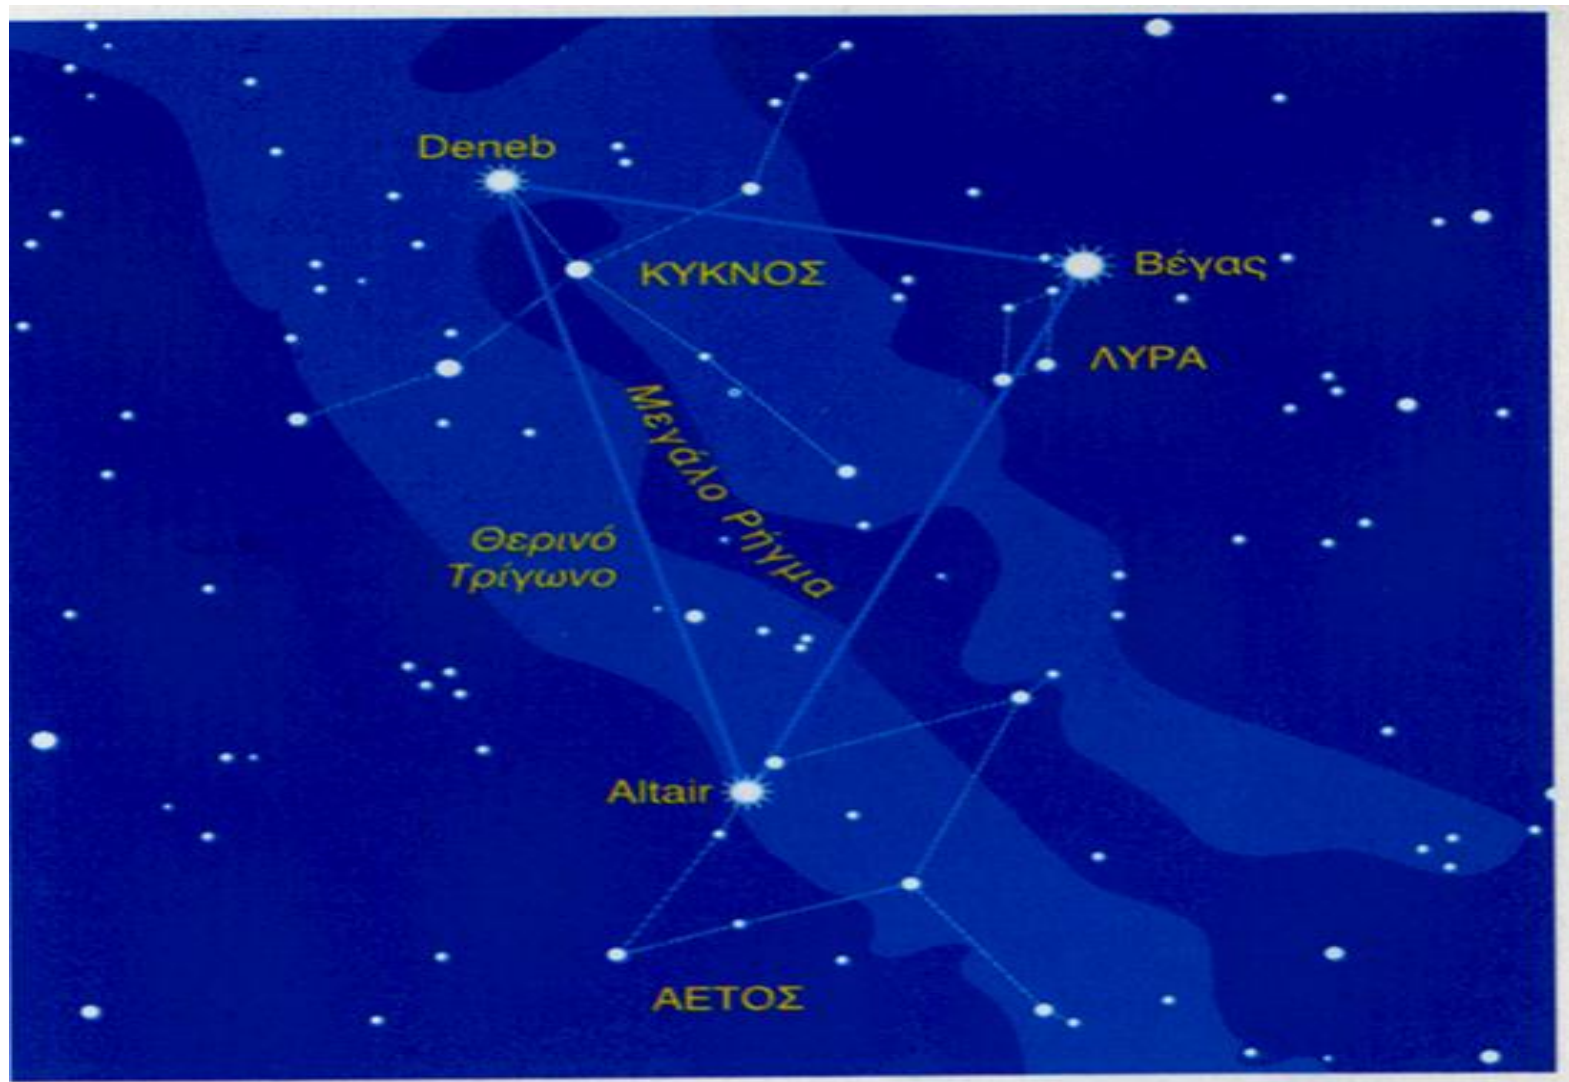 Deneb
ΚΥΚΝΟΣ
Βέγας
ΛΥΡΑ
Μεγάλο Ρήγμα
Θερινό
Τρίγωνο
Altair
ΑΕΤΟΣ